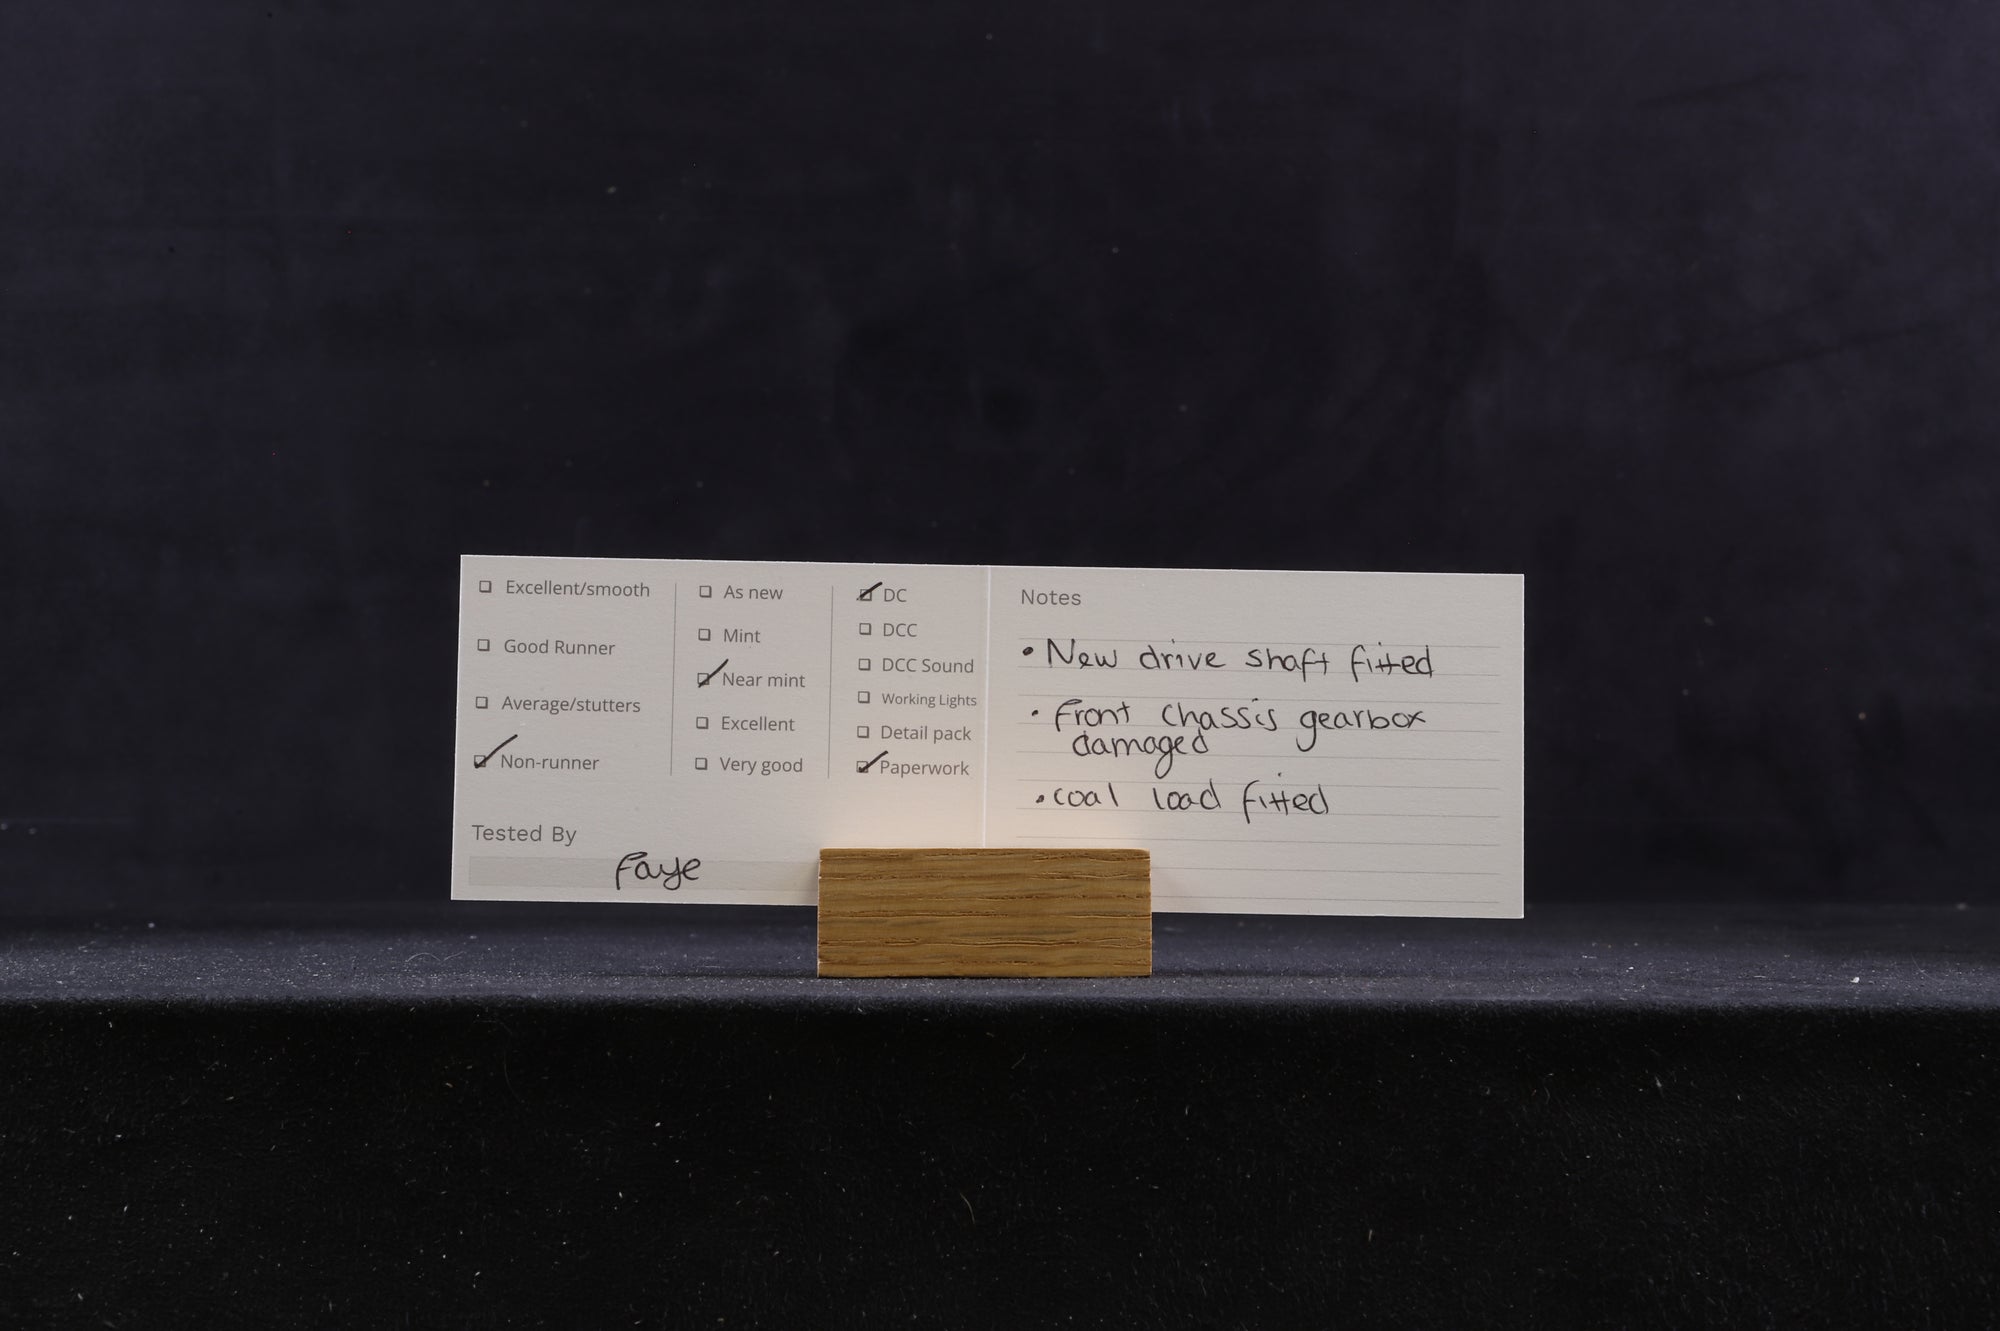 ☐ Excellent/smooth
☐ Good Runner
☐ Average/stutters
☑ Non-runner
☐ As new
☐ Mint
☑ Near mint
☐ Excellent
☐ Very good
☑ DC
☐ DCC
☐ DCC Sound
☐ Working Lights
☐ Detail pack
☑ Paperwork
Tested By
Faye
Notes
• New drive shaft fitted
• Front chassis gearbox
damaged
• coal load fitted